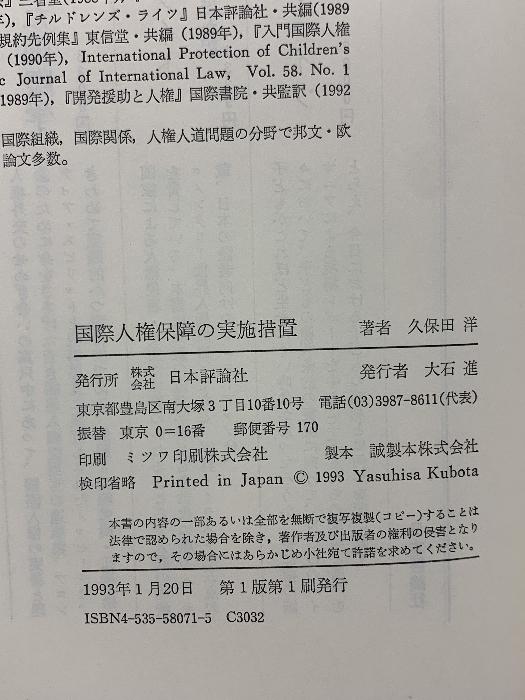 三省堂
年),『チルドレンズ・ライツ』日本評論社・共編(1989
規約先例集』東信堂・共編(1989年),『入門国際人権
(1990年), International Protection of Children's
c Journal of International Law, Vol. 58. No. 1
1989年),『開発援助と人権』国際書院・共監訳(1992
国際組織,国際関係,人権人道問題の分野で邦文・欧
論文多数。
国際人権保障の実施措置 著者 久保田 洋
発行所 株式会社 日本評論社 発行者 大石 進
東京都豊島区南大塚3丁目10番10号 電話(03)3987-8611(代表)
振替 東京 0=16番 郵便番号 170
印刷 ミツワ印刷株式会社 製本 誠製本株式会社
検印省略 Printed in Japan © 1993 Yasuhisa Kubota
本書の内容の一部あるいは全部を無断で複写複製(コピー)することは
法律で認められた場合を除き,著作者及び出版者の権利の侵害となり
ますので,その場合にはあらかじめ小社宛て許諾を求めてください。
1993年1月20日 第1版第1刷発行
ISBN4-535-58071-5 C3032